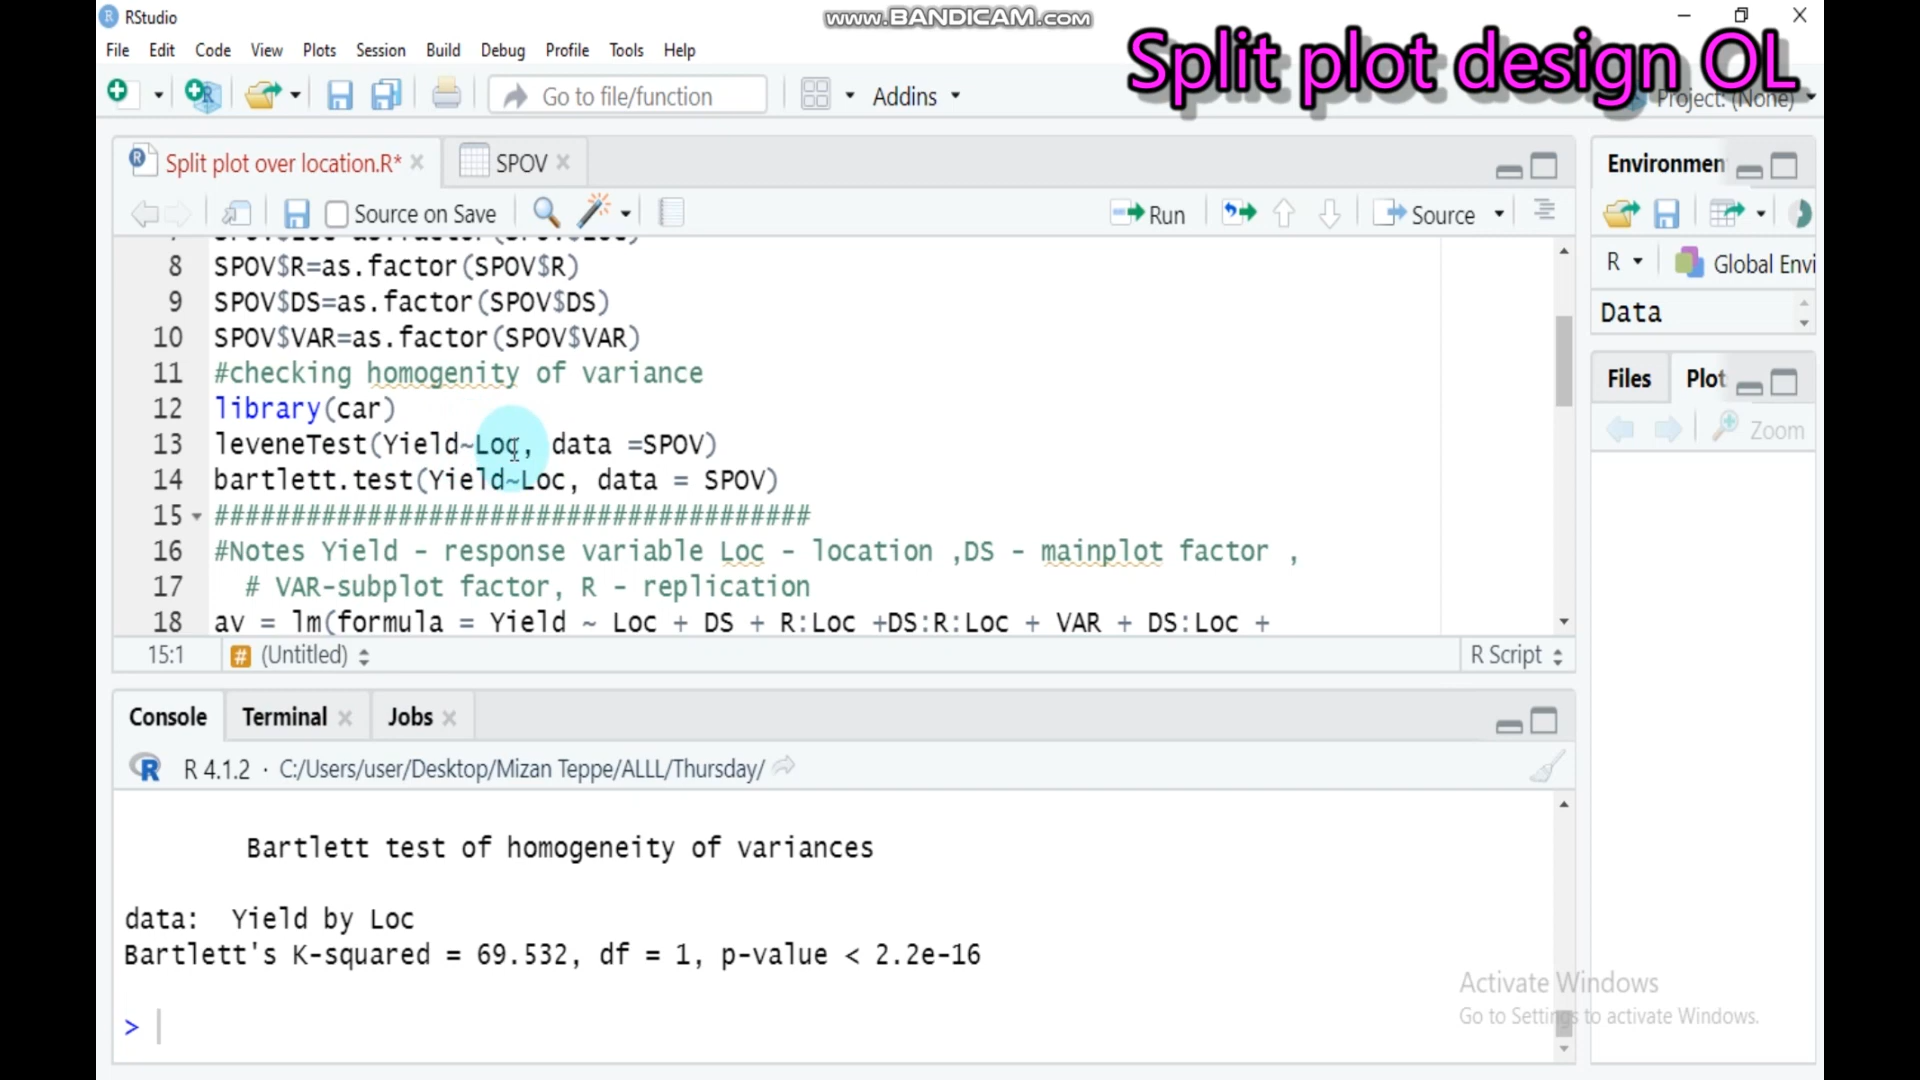 RStudio
www.BANDICAM.com
File Edit Code View Plots Session Build Debug Profile Tools Help
Split plot design OL
Go to file/function
Addins
Project: (None)
Split plot over location.R*
SPOV
Environmen
Source on Save
Run
Source
R
Global Envi
8 SPOV$R=as.factor(SPOV$R)
9 SPOV$DS=as.factor(SPOV$DS)
10 SPOV$VAR=as.factor(SPOV$VAR)
11 #checking homogenity of variance
12 library(car)
13 leveneTest(Yield~Loc, data =SPOV)
14 bartlett.test(Yield~Loc, data = SPOV)
15 #######################################
16 #Notes Yield - response variable Loc - location ,DS - mainplot factor ,
17 # VAR-subplot factor, R - replication
18 av = lm(formula = Yield ~ Loc + DS + R:Loc +DS:R:Loc + VAR + DS:Loc +
15:1
# (Untitled)
R Script
Data
Files Plot
Zoom
Console Terminal Jobs
R 4.1.2 · C:/Users/user/Desktop/Mizan Teppe/ALLL/Thursday/
Bartlett test of homogeneity of variances
data: Yield by Loc
Bartlett's K-squared = 69.532, df = 1, p-value < 2.2e-16
>
Activate Windows
Go to Settings to activate Windows.